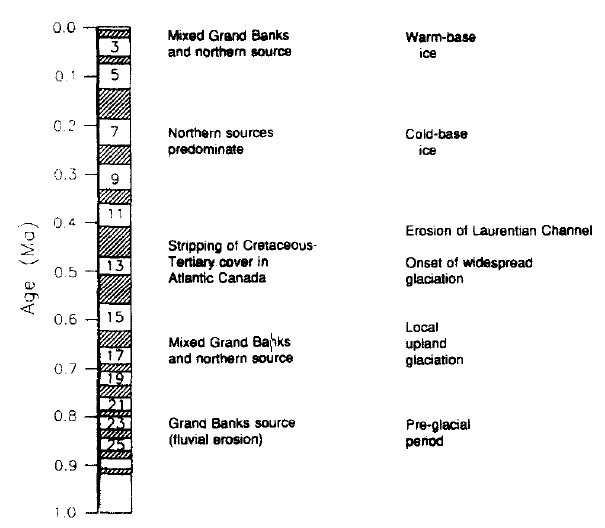 0.0
0.1
0.2
0.3
0.4
0.5
0.6
0.7
0.8
0.9
1.0
Age (Ma)
3
5
7
9
11
13
15
17
19
21
23
25
Mixed Grand Banks
and northern source
Warm-base
ice
Northern sources
predominate
Cold-base
ice
Erosion of Laurentian Channel
Stripping of Cretaceous-
Tertiary cover in
Atlantic Canada
Onset of widespread
glaciation
Local
upland
glaciation
Mixed Grand Banks
and northern source
Grand Banks source
(fluvial erosion)
Pre-glacial
period